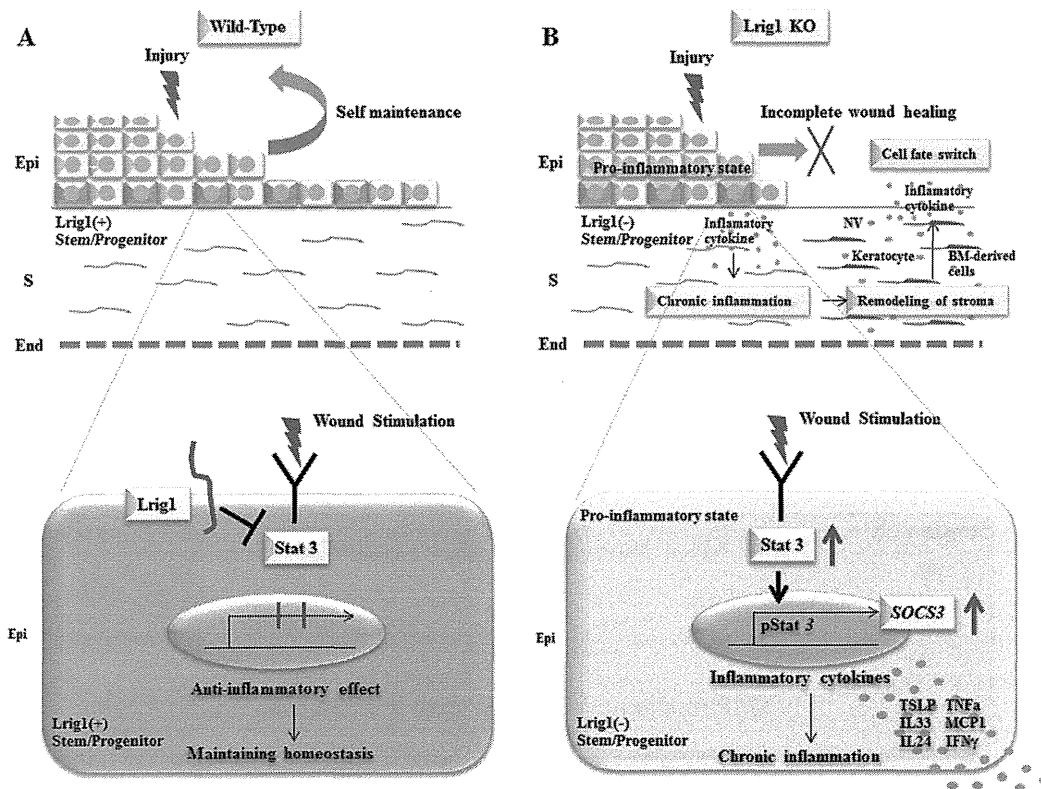 A
Wild-Type
Injury
Self maintenance
Epi
Lrig1(+)
Stem/Progenitor
S
End
Wound Stimulation
Lrig1
Stat 3
Epi
Anti-inflammatory effect
Maintaining homeostasis
Lrig1(+)
Stem/Progenitor
B
Lrig1 KO
Injury
Incomplete wound healing
Cell fate switch
Epi
Pro-inflammatory state
Lrig1(-)
Stem/Progenitor
Inflamatory
cytokine
NV
Inflamatory
cytokine
Keratocyte
BM-derived
cells
S
Chronic inflammation
Remodeling of stroma
End
Wound Stimulation
Pro-inflammatory state
Stat 3
pStat 3
SOCS3
Epi
Inflammatory cytokines
TSLP TNFa
IL33 MCP1
IL24 IFNγ
Lrig1(-)
Stem/Progenitor
Chronic inflammation